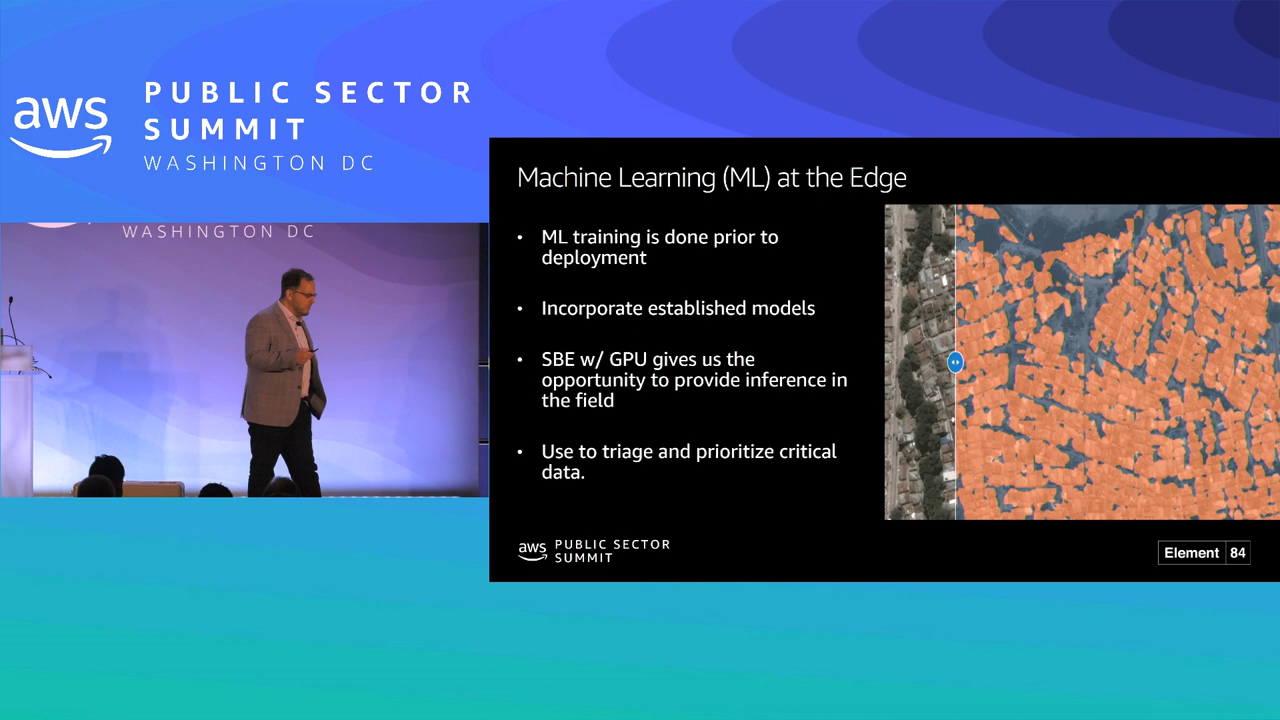 aws
PUBLIC SECTOR
SUMMIT
WASHINGTON DC
WASHINGTON DC
Machine Learning (ML) at the Edge
• ML training is done prior to
deployment
• Incorporate established models
• SBE w/ GPU gives us the
opportunity to provide inference in
the field
• Use to triage and prioritize critical
data.
aws PUBLIC SECTOR
SUMMIT
Element 84